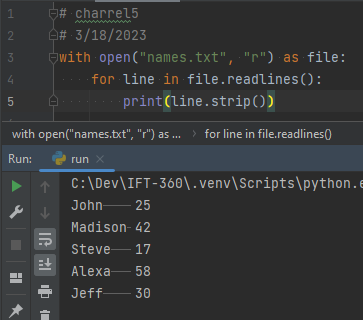 1 # charrel5
2 # 3/18/2023
3 with open("names.txt", "r") as file:
4 for line in file.readlines():
5 print(line.strip())
with open("names.txt", "r") as ... › for line in file.readlines()
Run: run ×
C:\Dev\IFT-360\.venv\Scripts\python.e
John 25
Madison 42
Steve 17
Alexa 58
Jeff 30